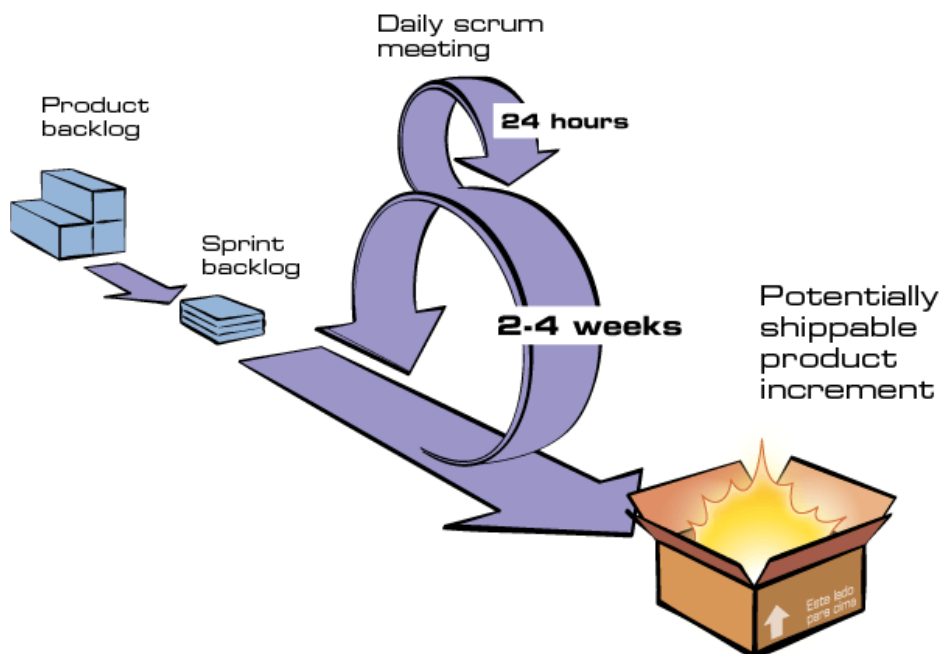 Daily scrum
meeting
24 hours
Product
backlog
Sprint
backlog
2-4 weeks
Potentially
shippable
product
increment
Este lado
para cima